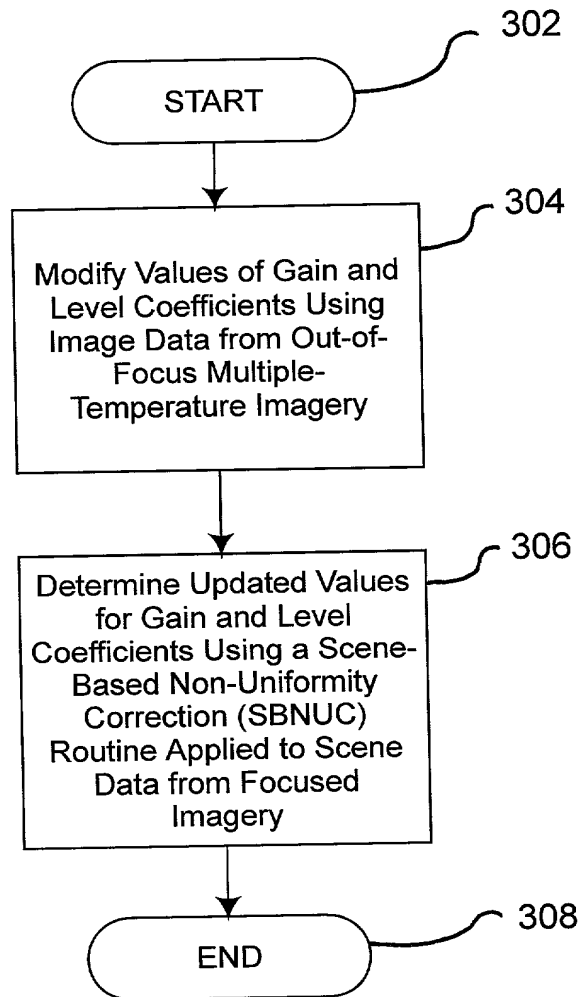 302
START
304
Modify Values of Gain and
Level Coefficients Using
Image Data from Out-of-
Focus Multiple-
Temperature Imagery
306
Determine Updated Values
for Gain and Level
Coefficients Using a Scene-
Based Non-Uniformity
Correction (SBNUC)
Routine Applied to Scene
Data from Focused
Imagery
308
END